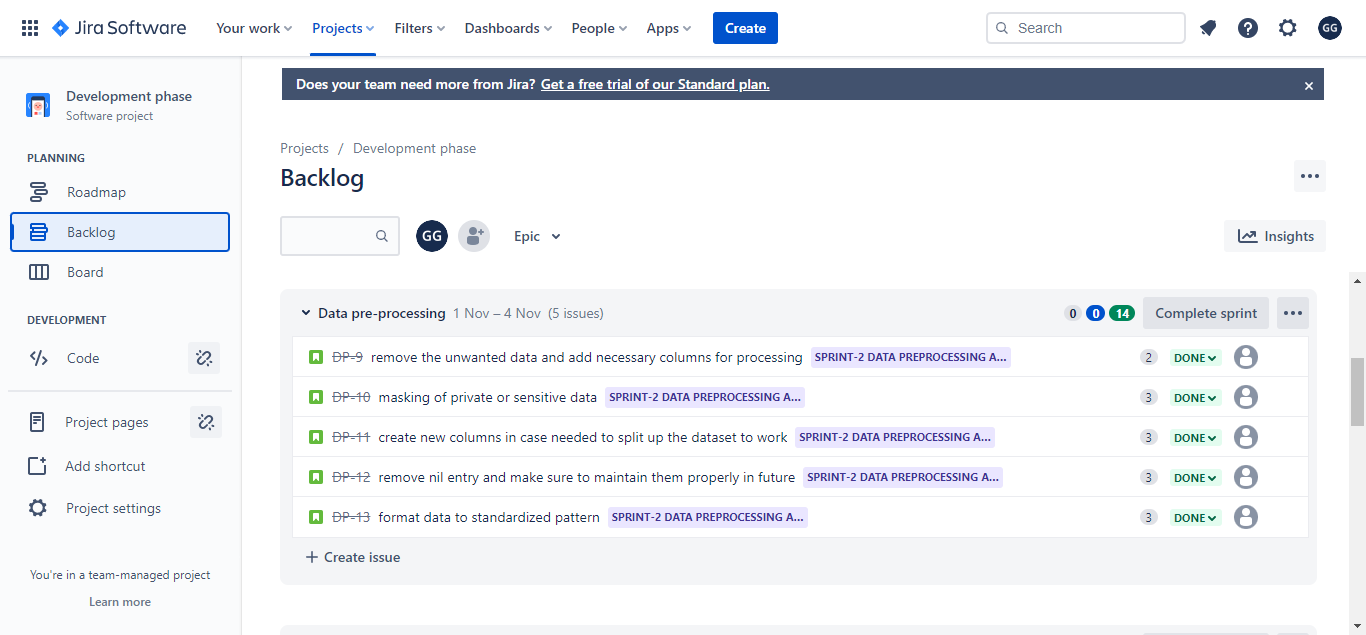 Jira Software Your work Projects Filters Dashboards People Apps Create Search GG
Does your team need more from Jira? Get a free trial of our Standard plan.
Development phase
Software project
PLANNING
Roadmap
Backlog
Board
DEVELOPMENT
Code
Project pages
Add shortcut
Project settings
You're in a team-managed project
Learn more
Projects / Development phase
Backlog
GG Epic Insights
Data pre-processing 1 Nov – 4 Nov (5 issues) 0 0 14 Complete sprint
DP-9 remove the unwanted data and add necessary columns for processing SPRINT-2 DATA PREPROCESSING A... 2 DONE
DP-10 masking of private or sensitive data SPRINT-2 DATA PREPROCESSING A... 3 DONE
DP-11 create new columns in case needed to split up the dataset to work SPRINT-2 DATA PREPROCESSING A... 3 DONE
DP-12 remove nil entry and make sure to maintain them properly in future SPRINT-2 DATA PREPROCESSING A... 3 DONE
DP-13 format data to standardized pattern SPRINT-2 DATA PREPROCESSING A... 3 DONE
+ Create issue